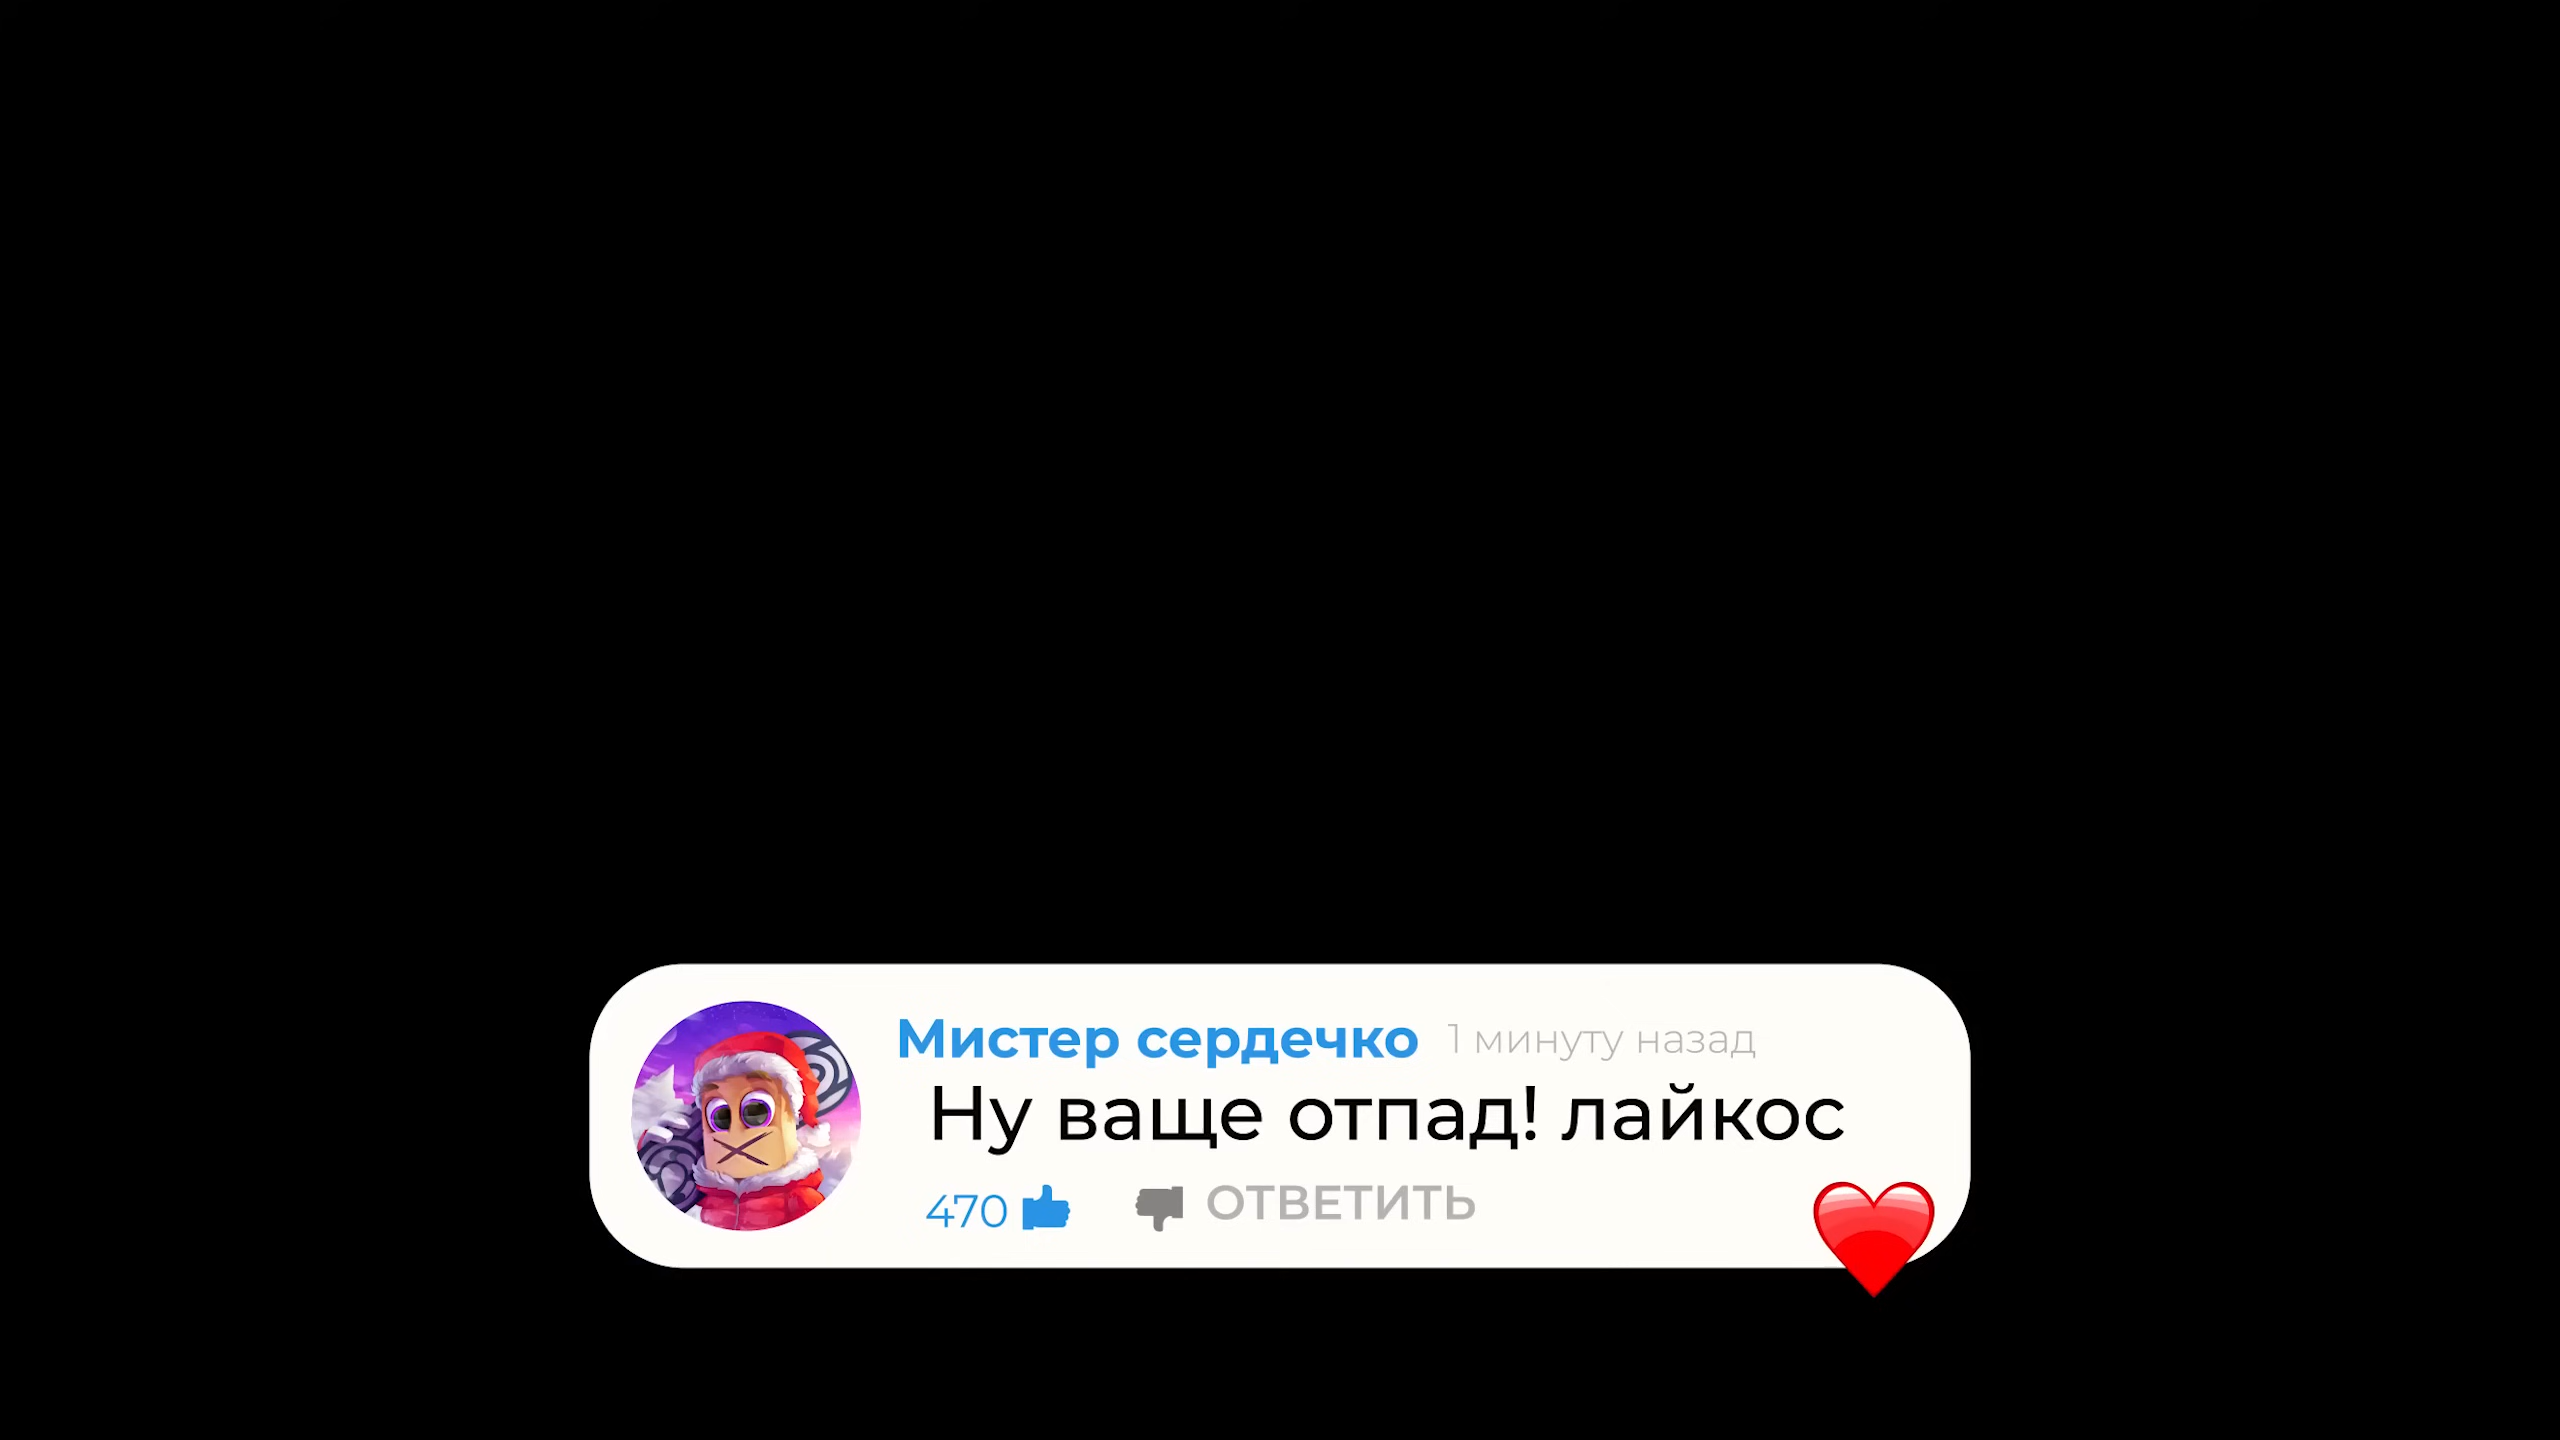 Мистер сердечко 1 минуту назад
Ну ваще отпад! лайкос
470 ОТВЕТИТЬ